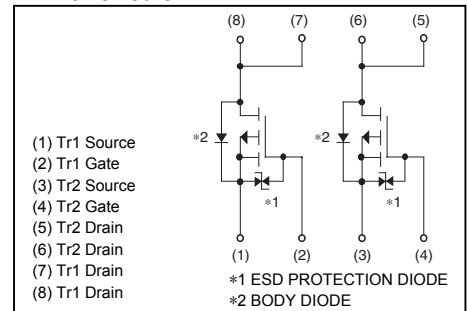 (8) (7) (6) (5)
∗2 ∗2
∗1 ∗1
(1) Tr1 Source
(2) Tr1 Gate
(3) Tr2 Source
(4) Tr2 Gate
(5) Tr2 Drain
(6) Tr2 Drain
(7) Tr1 Drain
(8) Tr1 Drain
(1) (2) (3) (4)
∗1 ESD PROTECTION DIODE
∗2 BODY DIODE